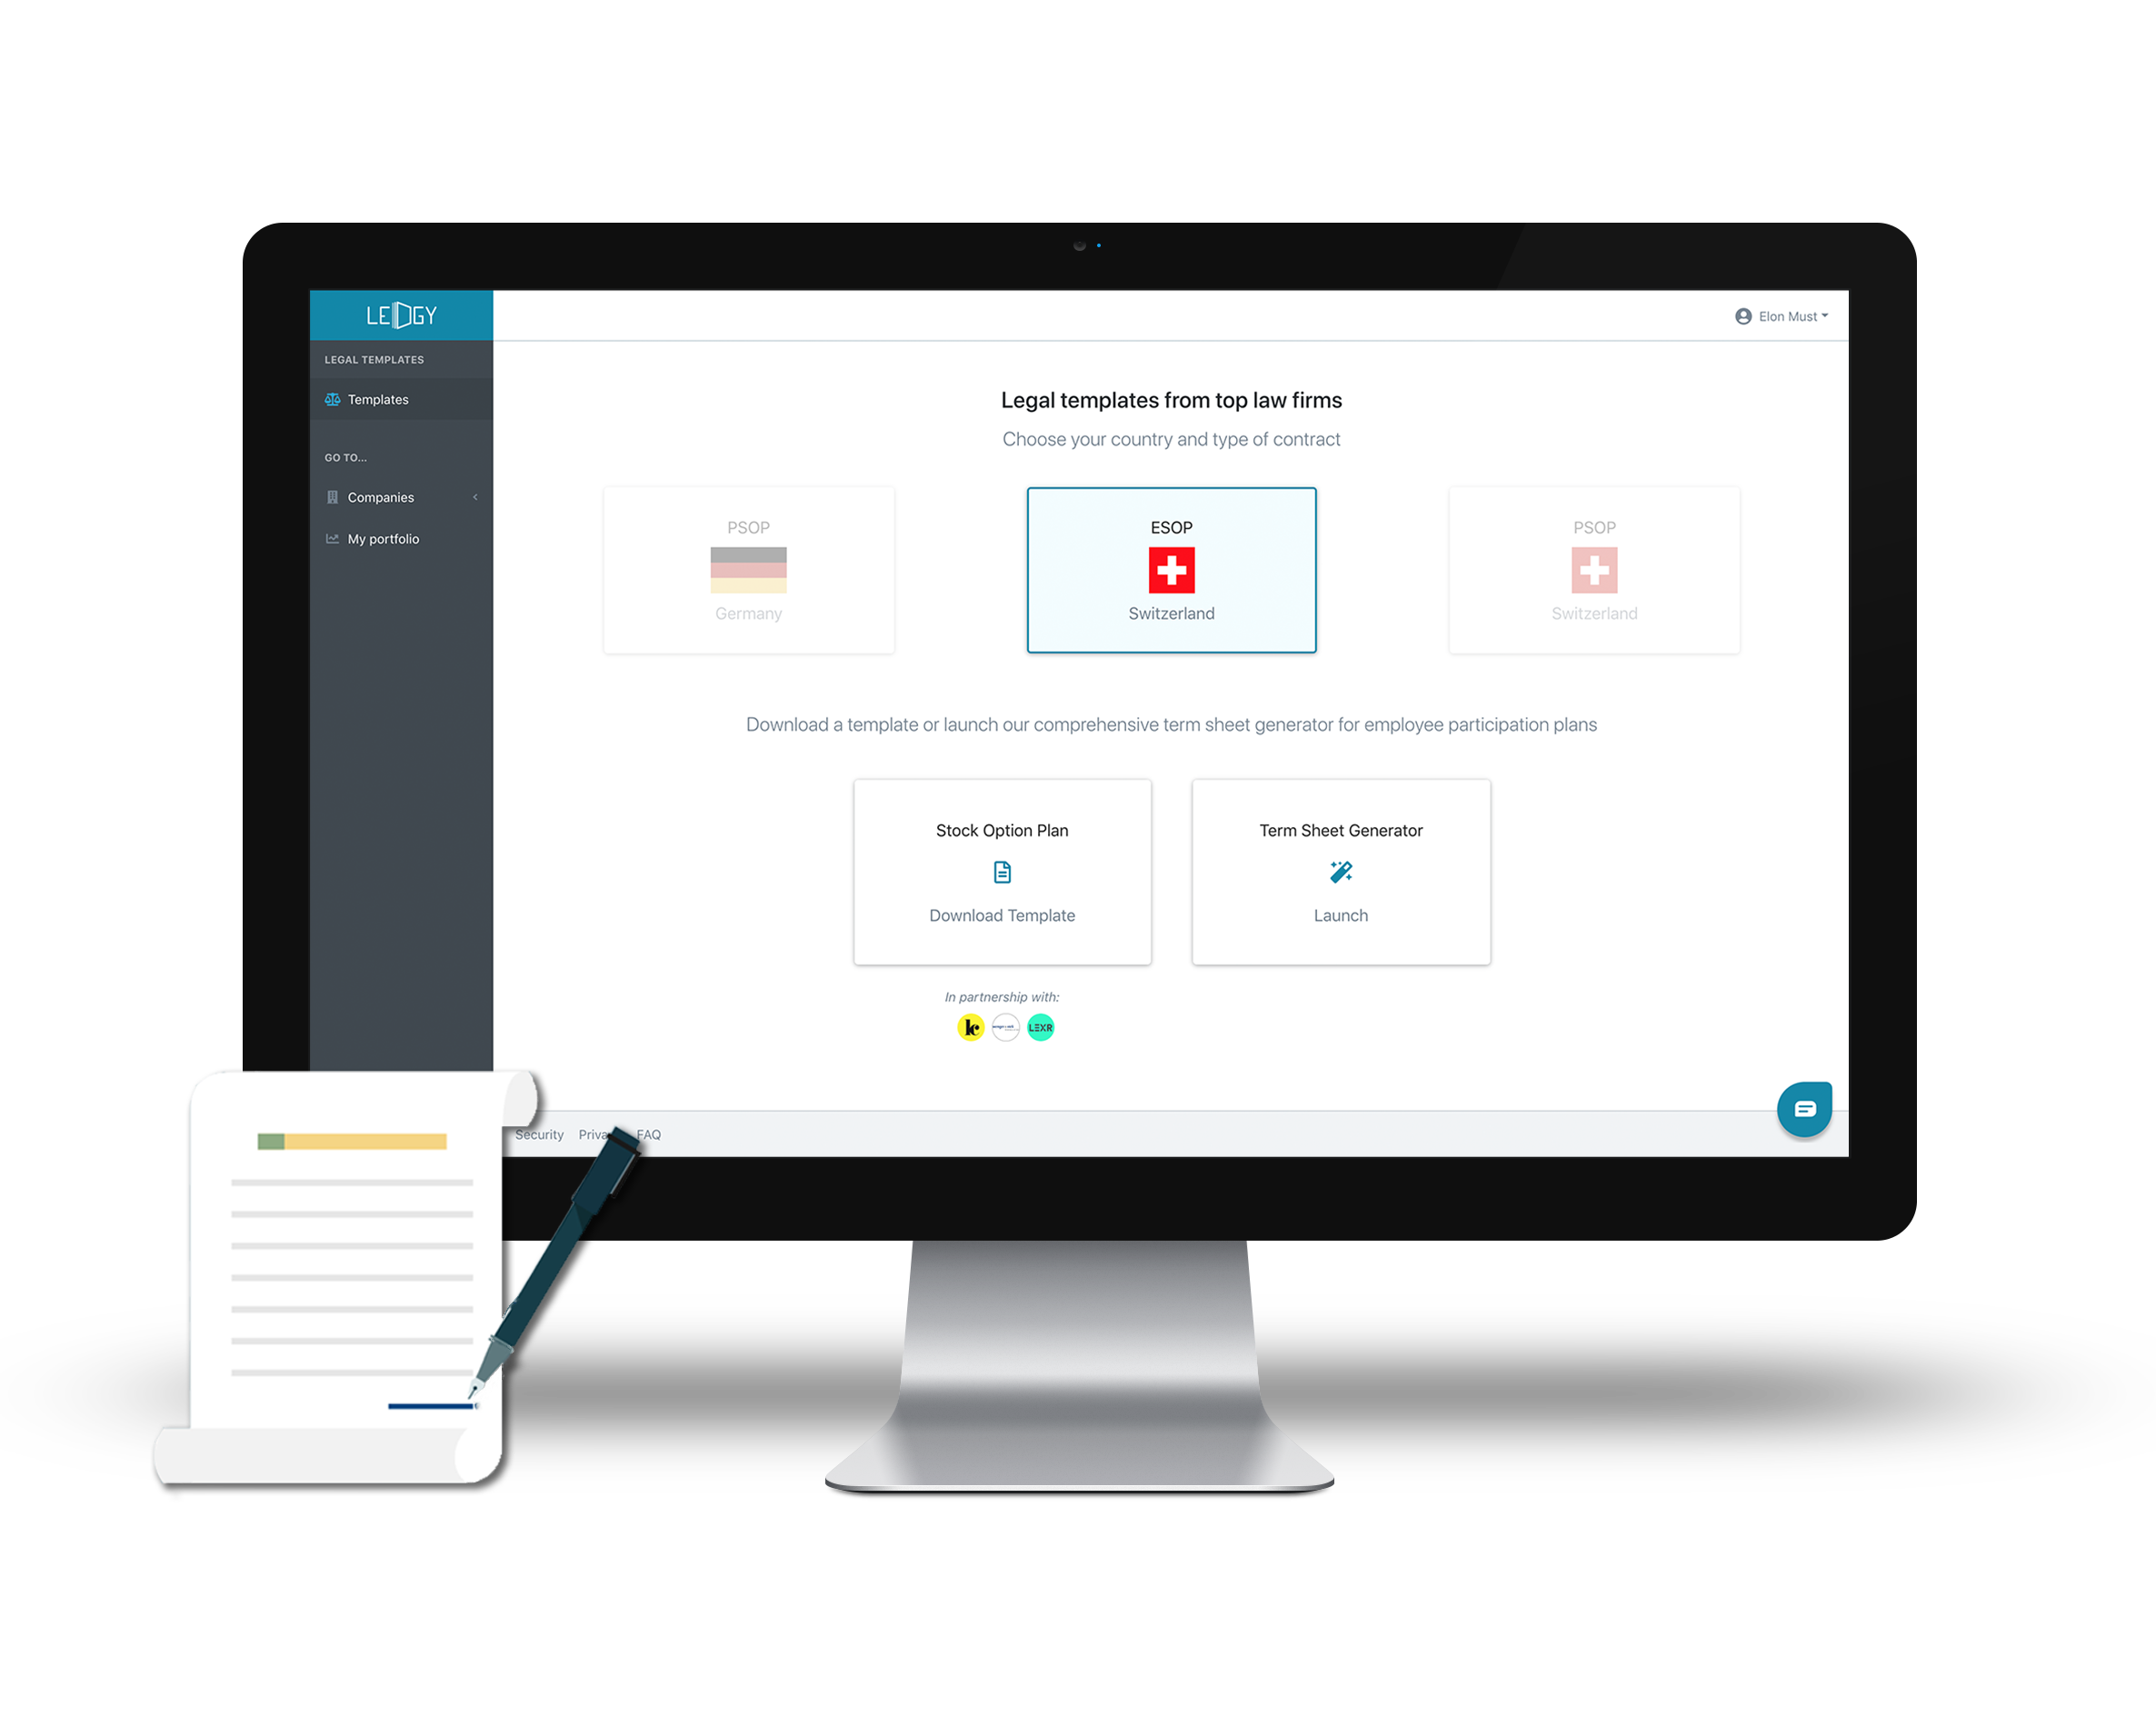 LEDGY
Elon Must
LEGAL TEMPLATES
Templates
GO TO...
Companies
My portfolio
Legal templates from top law firms
Choose your country and type of contract
PSOP
Germany
ESOP
Switzerland
PSOP
Switzerland
Download a template or launch our comprehensive term sheet generator for employee participation plans
Stock Option Plan
Download Template
Term Sheet Generator
Launch
In partnership with:
lc
LEXR
Security FAQ